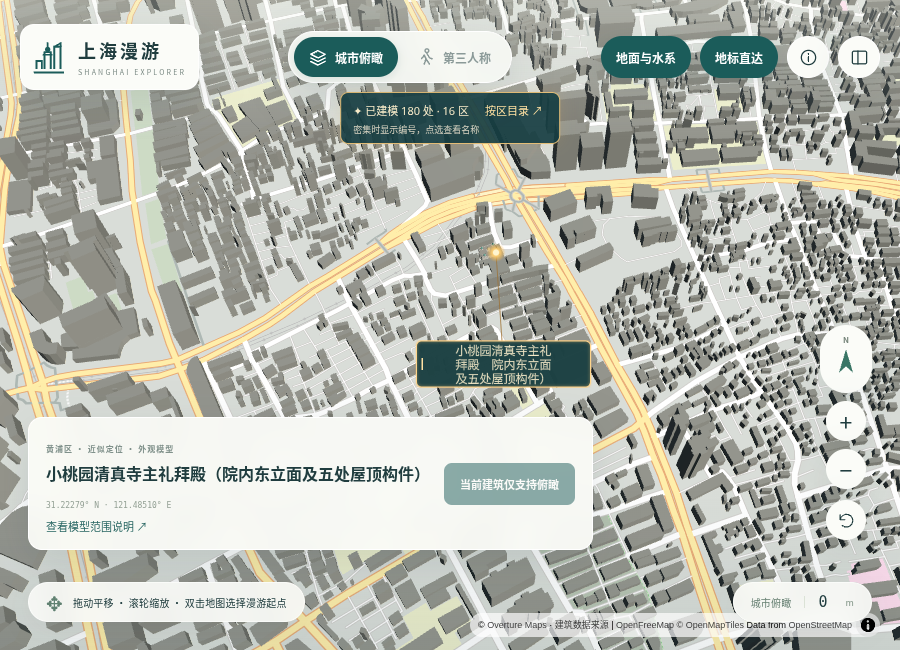 上海漫游
SHANGHAI EXPLORER
城市俯瞰
第三人称
地面与水系
地标直达
✦ 已建模 180 处 · 16 区 按区目录 ↗
密集时显示编号，点选查看名称
小桃园清真寺主礼
拜殿 院内东立面
及五处屋顶构件）
N
黄浦区 · 近似定位 · 外观模型
小桃园清真寺主礼拜殿（院内东立面及五处屋顶构件）
31.22279° N · 121.48510° E
查看模型范围说明 ↗
当前建筑仅支持俯瞰
拖动平移 · 滚轮缩放 · 双击地图选择漫游起点
城市俯瞰 0 m
© Overture Maps · 建筑数据来源 | OpenFreeMap © OpenMapTiles Data from OpenStreetMap